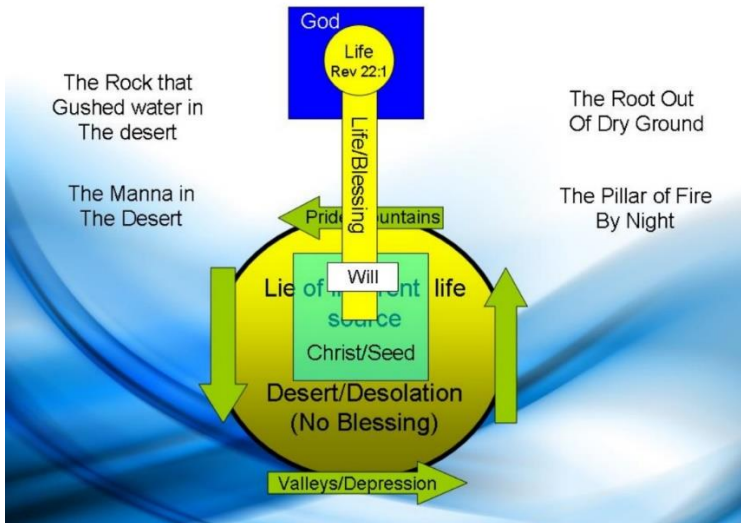 God
Life
Rev 22:1
The Rock that
Gushed water in
The desert
The Manna in
The Desert
The Root Out
Of Dry Ground
The Pillar of Fire
By Night
Life/Blessing
Pride
Will
Lie of life
source
Christ/Seed
Desert/Desolation
(No Blessing)
Valleys/Depression